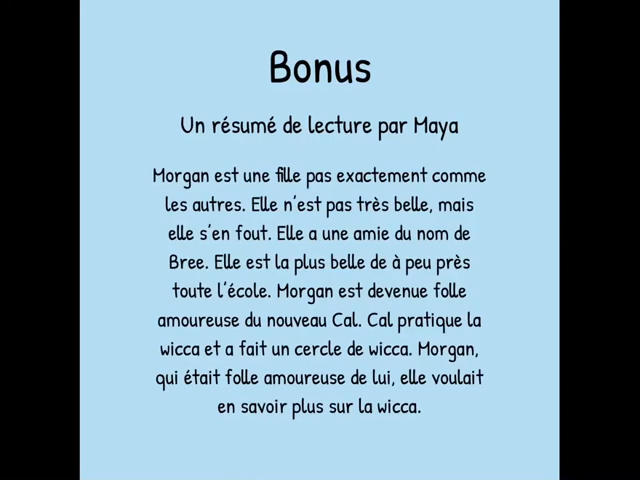 Bonus
Un résumé de lecture par Maya
Morgan est une fille pas exactement comme
les autres. Elle n'est pas très belle, mais
elle s'en fout. Elle a une amie du nom de
Bree. Elle est la plus belle de à peu près
toute l'école. Morgan est devenue folle
amoureuse du nouveau Cal. Cal pratique la
wicca et a fait un cercle de wicca. Morgan,
qui était folle amoureuse de lui, elle voulait
en savoir plus sur la wicca.